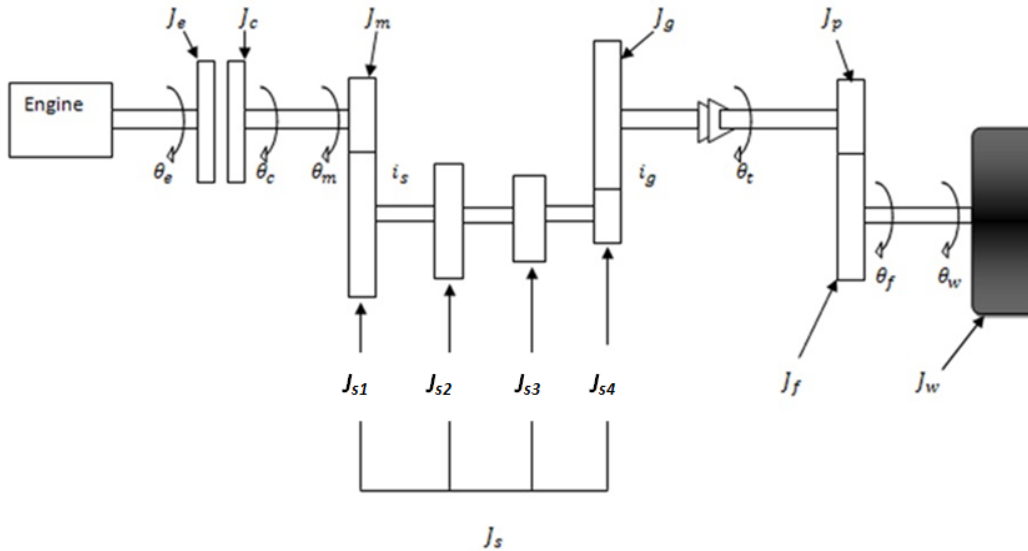 J_e J_c J_m J_g J_p
Engine
θ_e θ_c θ_m i_s i_g θ_t
θ_f θ_w
J_s1 J_s2 J_s3 J_s4 J_f J_w
J_s